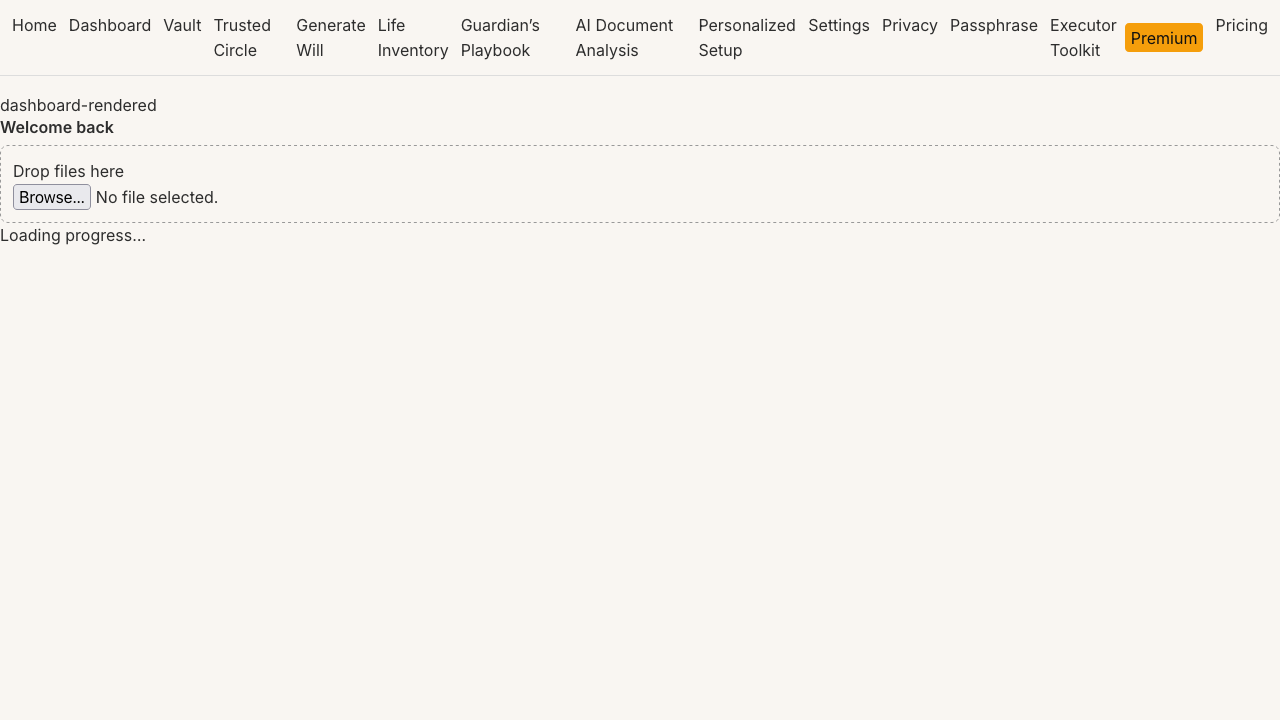 Home Dashboard Vault Trusted Circle Generate Will Life Inventory Guardian’s Playbook AI Document Analysis Personalized Setup Settings Privacy Passphrase Executor Toolkit Premium Pricing
dashboard-rendered
Welcome back
Drop files here
Browse... No file selected.
Loading progress...